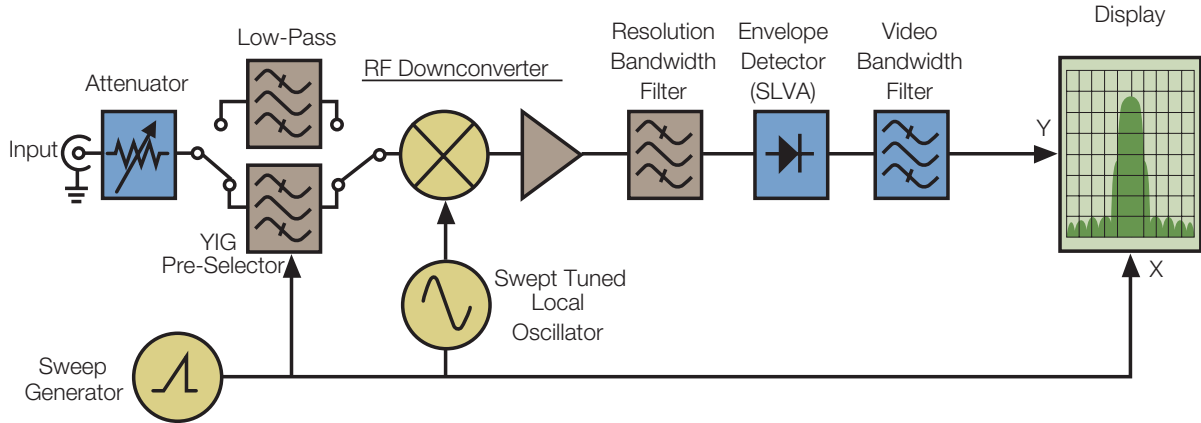 Display
Low-Pass
Resolution
Bandwidth
Filter
Envelope
Detector
(SLVA)
Video
Bandwidth
Filter
RF Downconverter
Attenuator
Input
Y
YIG
Pre-Selector
X
Swept Tuned
Local
Oscillator
Sweep
Generator